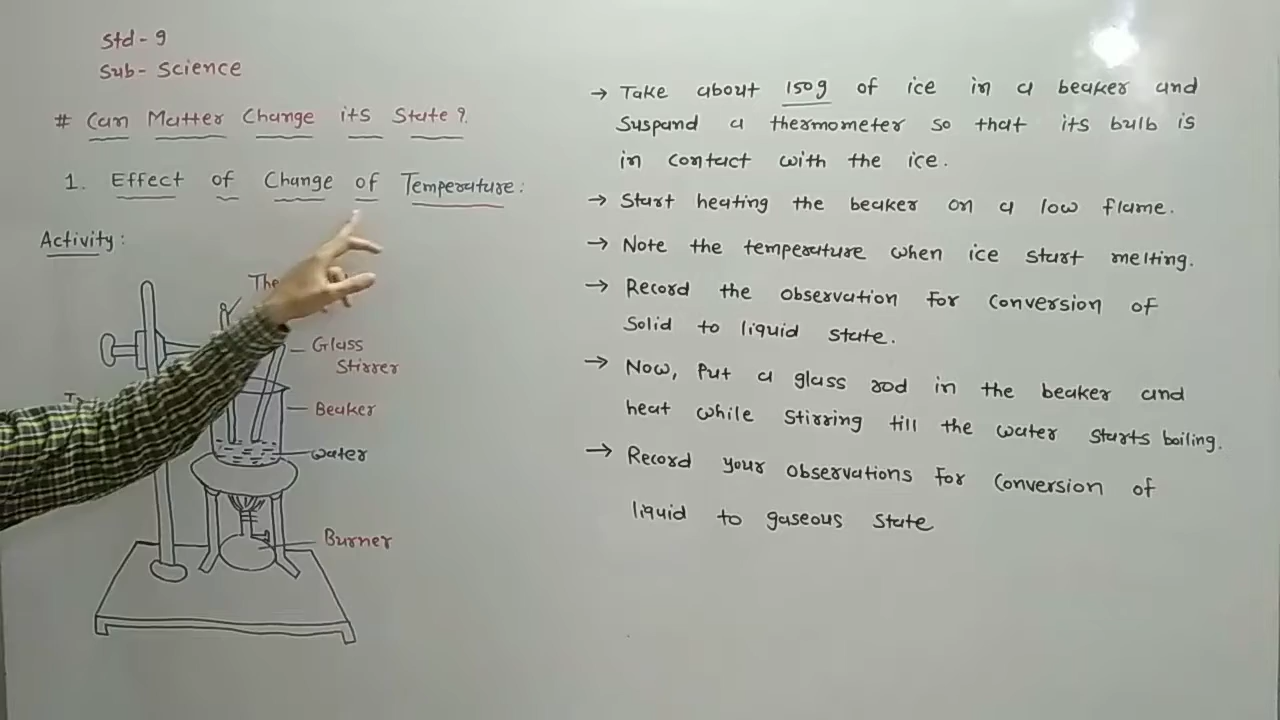 Std - 9
Sub - Science
# Can Matter Change its State ?
1. Effect of Change of Temperature :
Activity :
Glass
Stirrer
Beaker
water
Burner
→ Take about 150g of ice in a beaker and
Suspand a thermometer so that its bulb is
in contact with the ice.
→ Start heating the beaker on a low flame.
→ Note the temperature when ice start melting.
→ Record the observation for conversion of
Solid to liquid state.
→ Now, Put a glass rod in the beaker and
heat while Stirring till the water starts boiling.
→ Record your observations for conversion of
liquid to gaseous state